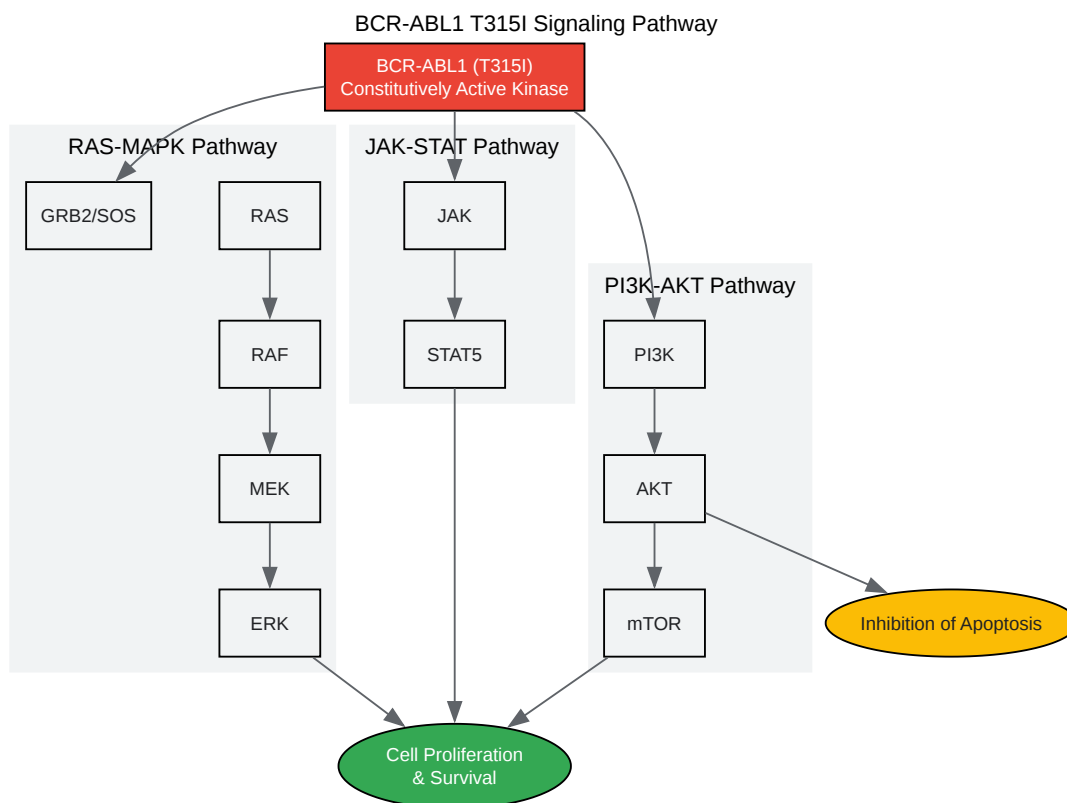 BCR-ABL1 T315I Signaling Pathway
BCR-ABL1 (T315I)
Constitutively Active Kinase
RAS-MAPK Pathway
JAK-STAT Pathway
GRB2/SOS
RAS
JAK
PI3K-AKT Pathway
RAF
STAT5
PI3K
MEK
AKT
ERK
mTOR
Inhibition of Apoptosis
Cell Proliferation
& Survival